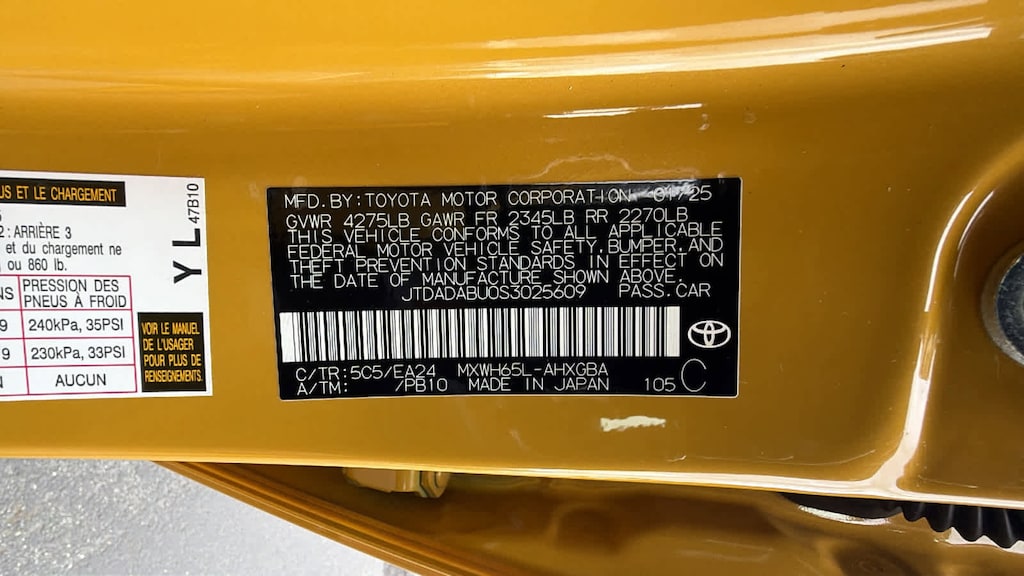 US ET LE CHARGEMENT
2: ARRIÈRE 3
et du chargement ne
ou 860 lb.
PRESSION DES
PNEUS À FROID
9 240kPa, 35PSI
9 230kPa, 33PSI
AUCUN
YL
47B10
VOIR LE MANUEL
DE L'USAGER
POUR PLUS DE
RENSEIGNEMENTS
MFD. BY: TOYOTA MOTOR CORPORATION 01/25
GVWR 4275LB GAWR FR 2345LB RR 2270LB
THIS VEHICLE CONFORMS TO ALL APPLICABLE
FEDERAL MOTOR VEHICLE SAFETY, BUMPER, AND
THEFT PREVENTION STANDARDS IN EFFECT ON
THE DATE OF MANUFACTURE SHOWN ABOVE.
JTDADABU0S3025609 PASS.CAR
C/TR:5C5/EA24 MXWH65L-AHXGBA
A/TM: /PB10 MADE IN JAPAN 105 C